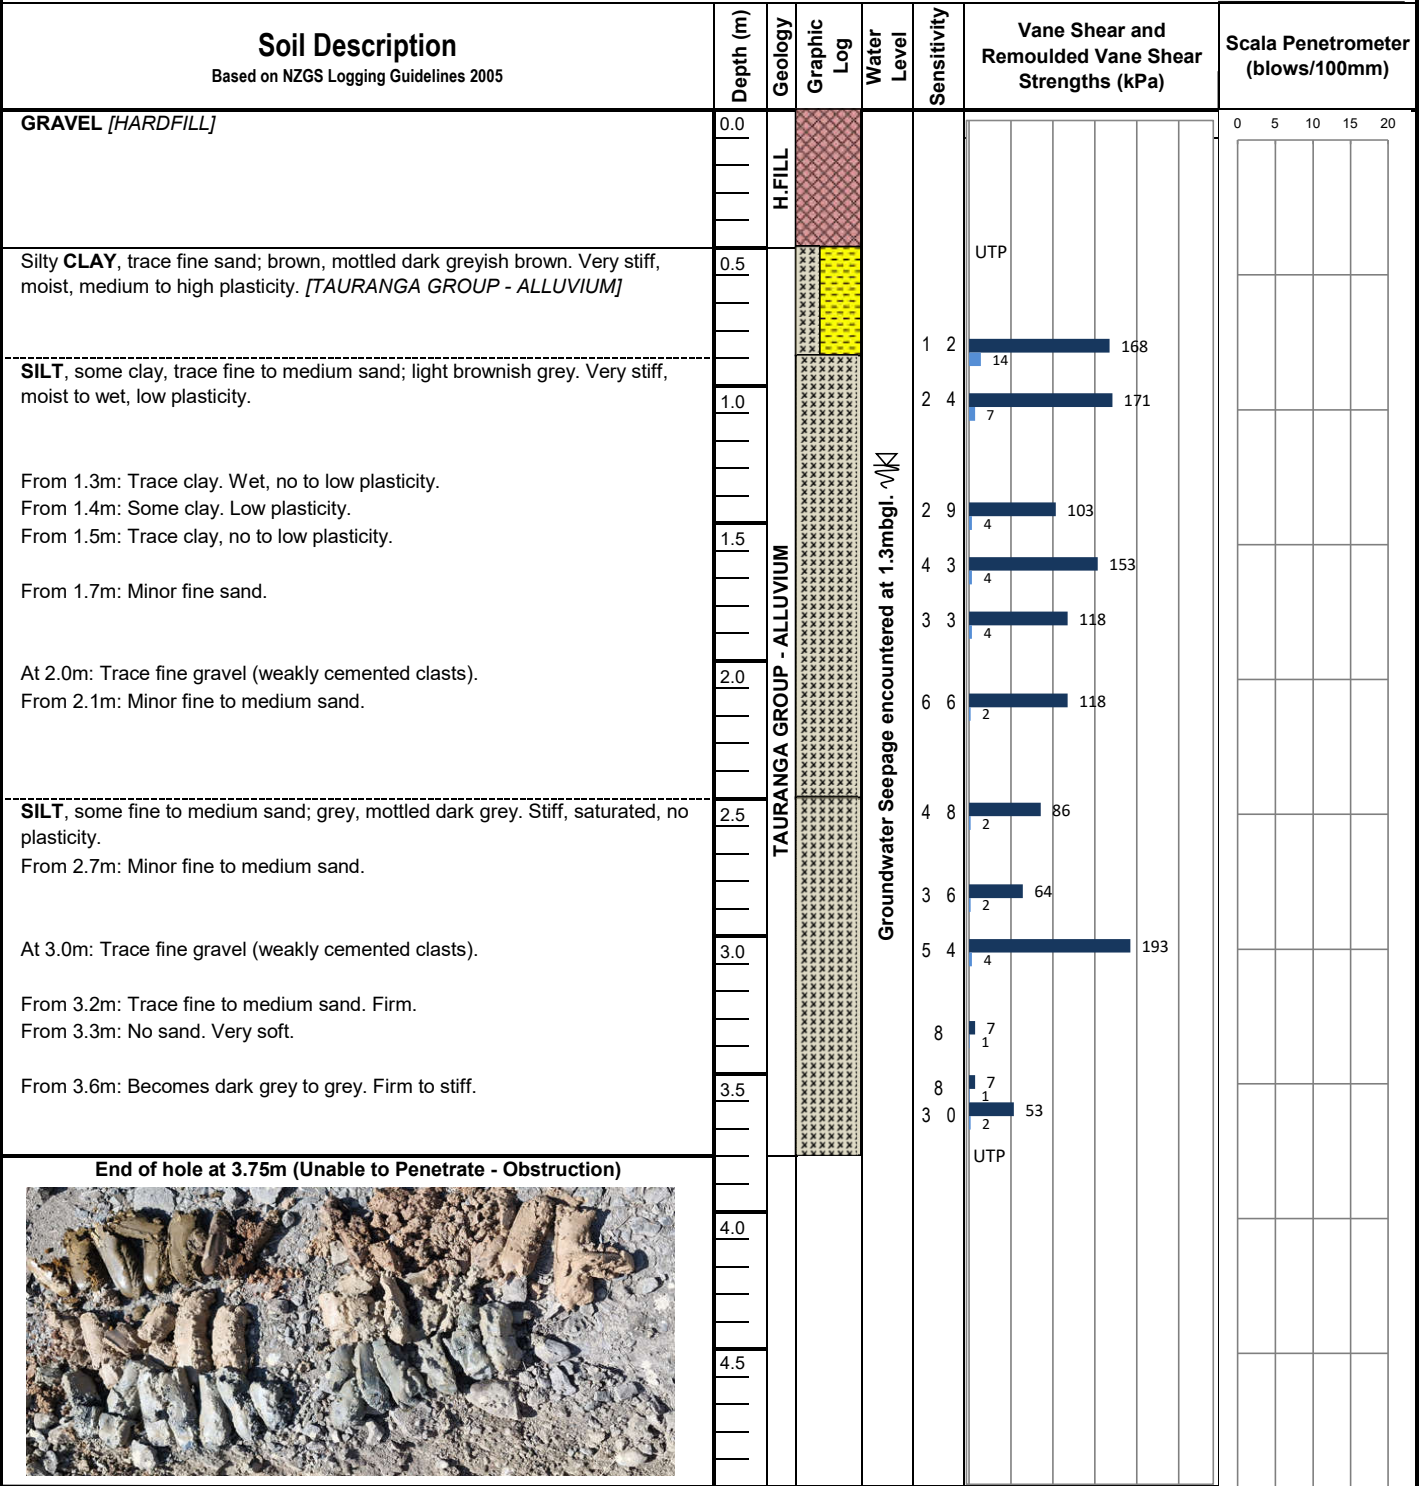 Soil Description
Based on NZGS Logging Guidelines 2005
Depth (m)
Geology
Graphic
Log
Water
Level
Sensitivity
Vane Shear and
Remoulded Vane Shear
Strengths (kPa)
Scala Penetrometer
(blows/100mm)
0 5 10 15 20
GRAVEL [HARDFILL]
Silty CLAY, trace fine sand; brown, mottled dark greyish brown. Very stiff,
moist, medium to high plasticity. [TAURANGA GROUP - ALLUVIUM]
SILT, some clay, trace fine to medium sand; light brownish grey. Very stiff,
moist to wet, low plasticity.
From 1.3m: Trace clay. Wet, no to low plasticity.
From 1.4m: Some clay. Low plasticity.
From 1.5m: Trace clay, no to low plasticity.
From 1.7m: Minor fine sand.
At 2.0m: Trace fine gravel (weakly cemented clasts).
From 2.1m: Minor fine to medium sand.
SILT, some fine to medium sand; grey, mottled dark grey. Stiff, saturated, no
plasticity.
From 2.7m: Minor fine to medium sand.
At 3.0m: Trace fine gravel (weakly cemented clasts).
From 3.2m: Trace fine to medium sand. Firm.
From 3.3m: No sand. Very soft.
From 3.6m: Becomes dark grey to grey. Firm to stiff.
End of hole at 3.75m (Unable to Penetrate - Obstruction)
0.0
0.5
1.0
1.5
2.0
2.5
3.0
3.5
4.0
4.5
H.FILL
TAURANGA GROUP - ALLUVIUM
Groundwater Seepage encountered at 1.3mbgl.
UTP
1 2 168
14
2 4 171
7
2 9 103
4
4 3 153
4
3 3 118
4
6 6 118
2
4 8 86
2
3 6 64
2
5 4 193
4
8 7
1
8 7
1
3 0 53
2
UTP